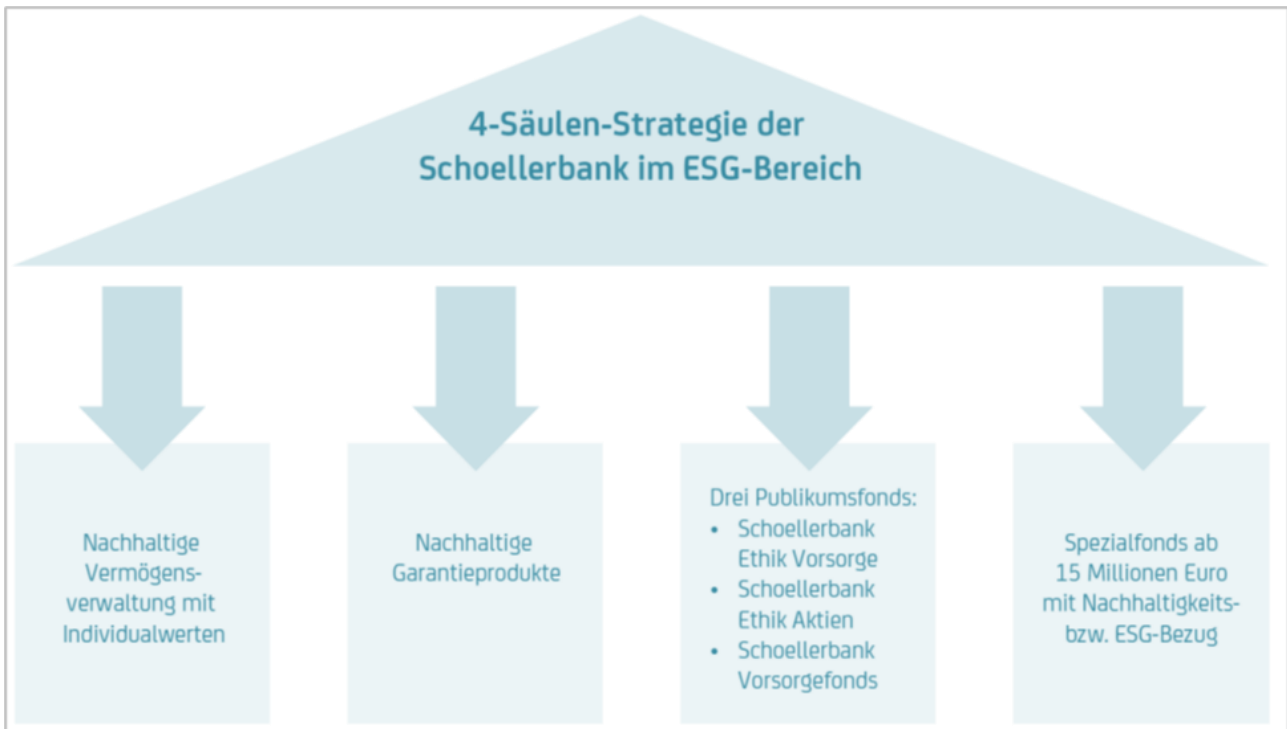 4-Säulen-Strategie der
Schoellerbank im ESG-Bereich
Nachhaltige
Vermögens-
verwaltung mit
Individualwerten
Nachhaltige
Garantieprodukte
Drei Publikumsfonds:
• Schoellerbank
Ethik Vorsorge
• Schoellerbank
Ethik Aktien
• Schoellerbank
Vorsorgefonds
Spezialfonds ab
15 Millionen Euro
mit Nachhaltigkeits-
bzw. ESG-Bezug